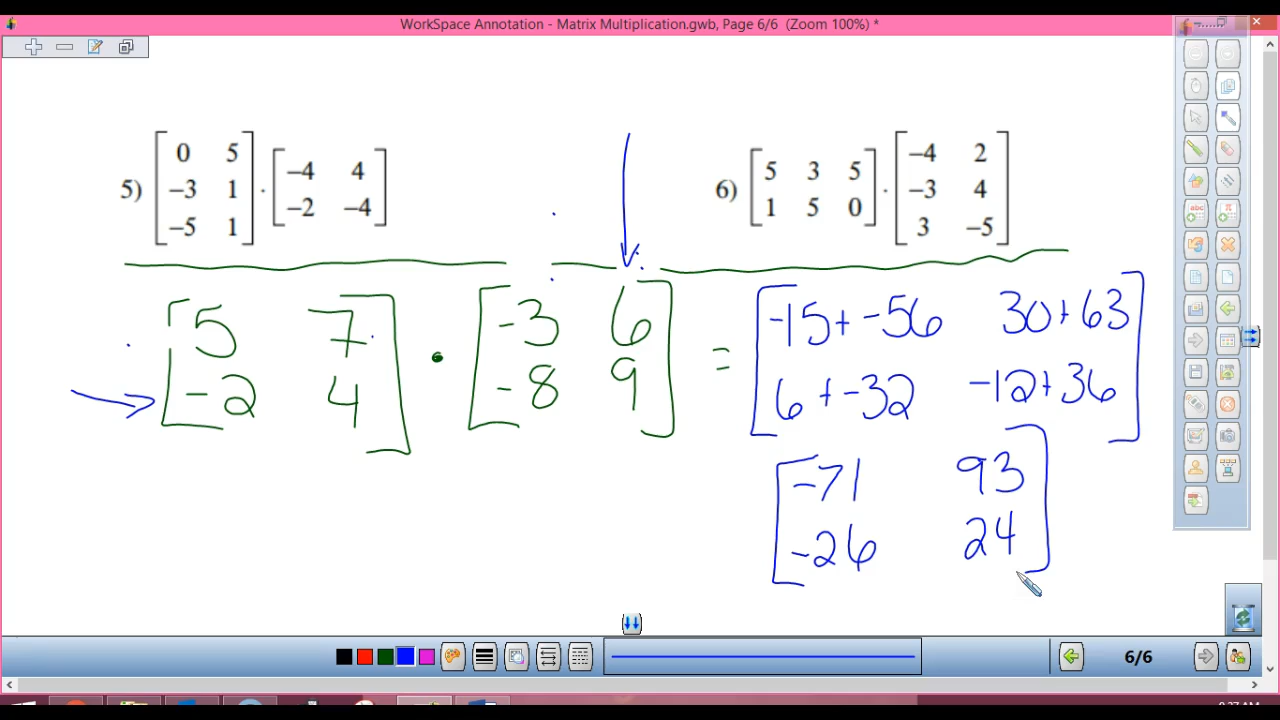 WorkSpace Annotation - Matrix Multiplication.gwb, Page 6/6 (Zoom 100%) *
5) [0 5 · [-4 4
-3 1 -2 -4]
-5 1]
6) [5 3 5 · [-4 2
1 5 0] -3 4
3 -5]
[5 7 · [-3 6 = [-15+-56 30+63
-2 4] -8 9] 6+-32 -12+36]
[-71 93
-26 24]
6/6